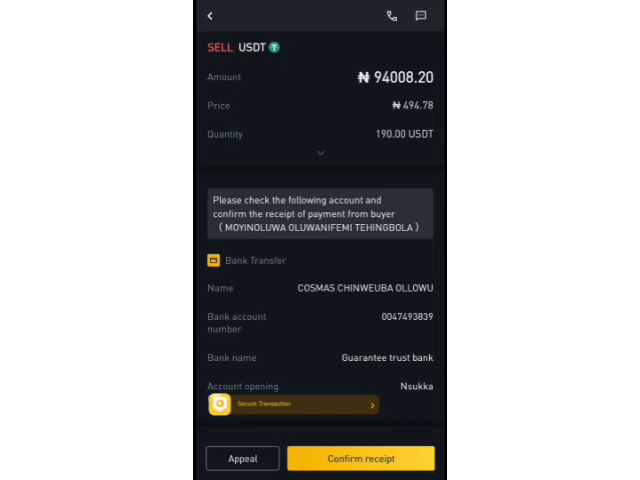 SELL USDT
Amount ₦ 94008.20
Price ₦ 494.78
Quantity 190.00 USDT
Please check the following account and
confirm the receipt of payment from buyer
( MOYINOLUWA OLUWANIFEMI TEHINGBOLA )
Bank Transfer
Name COSMAS CHINWEUBA OLLOWU
Bank account
number 0047493839
Bank name Guarantee trust bank
Account opening Nsukka
Secure Transaction
Appeal Confirm receipt